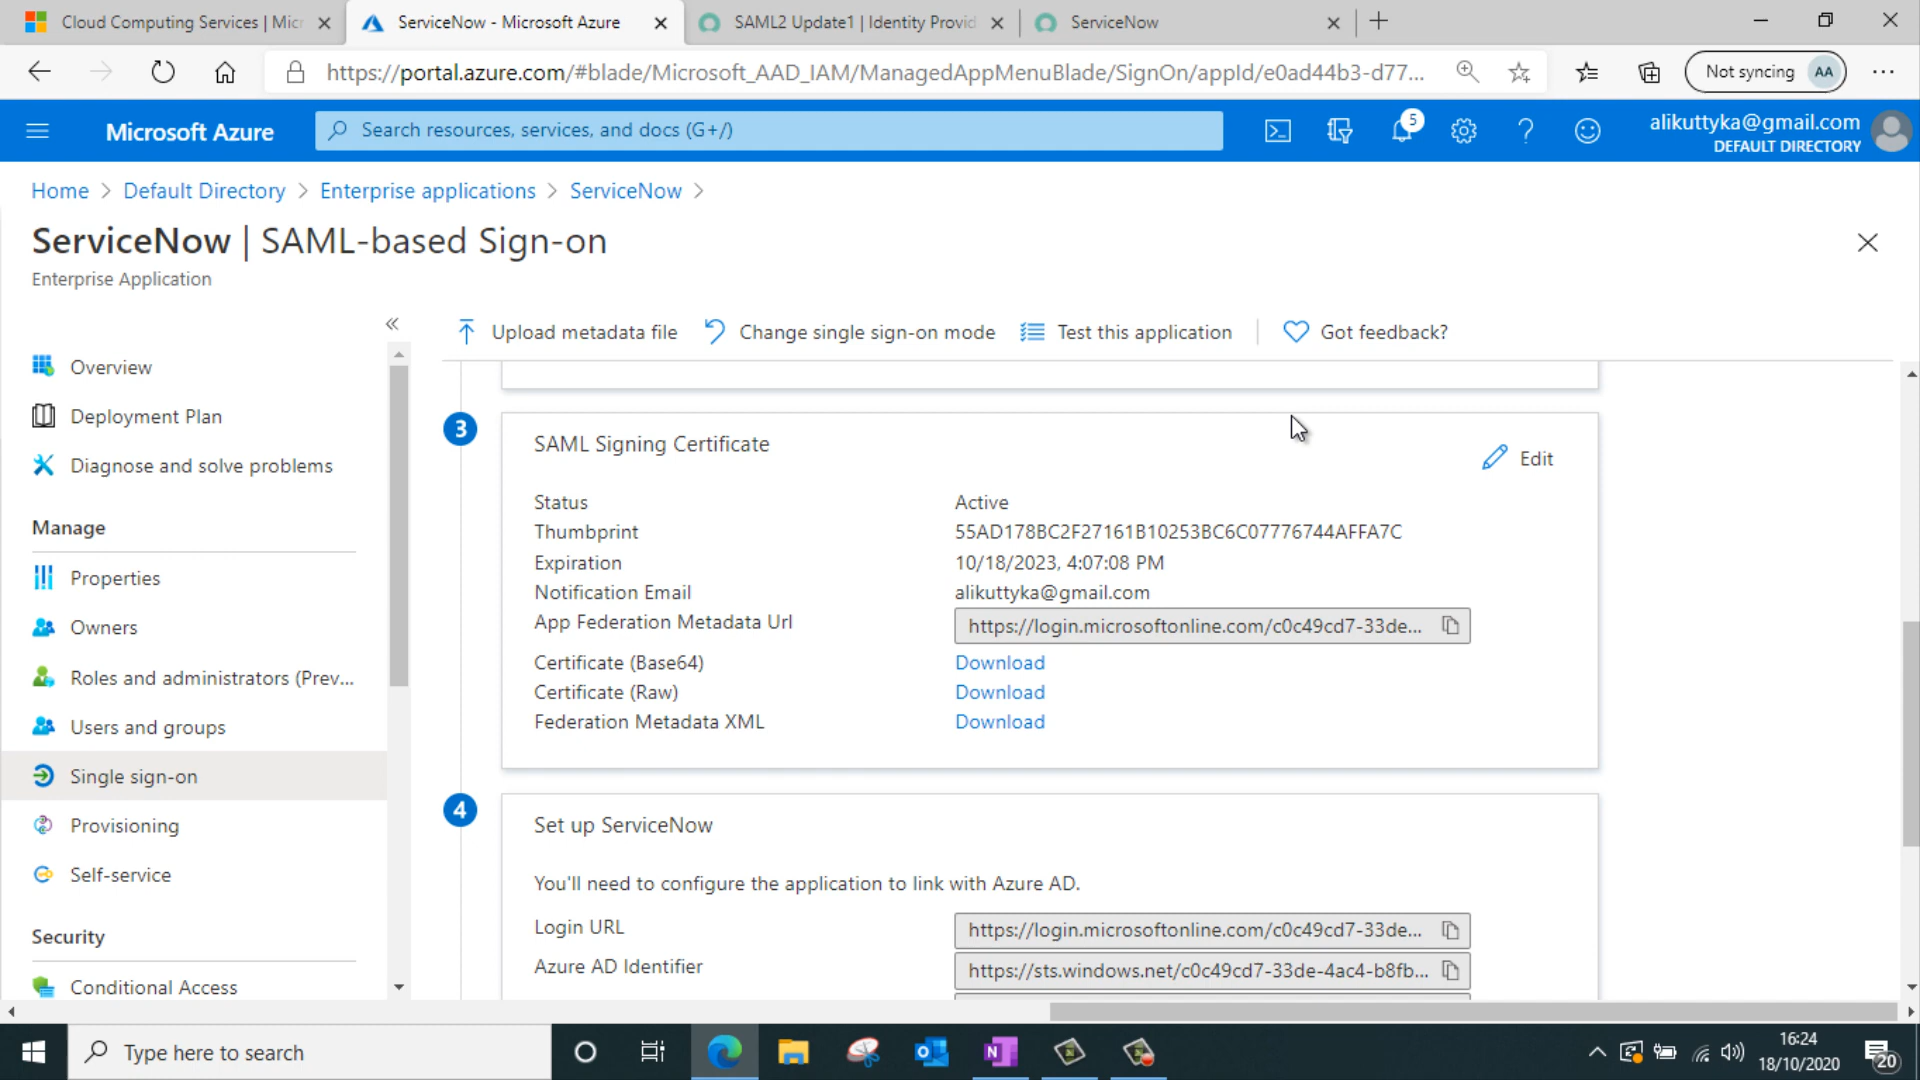 Cloud Computing Services | Micr
ServiceNow - Microsoft Azure
SAML2 Update1 | Identity Provid
ServiceNow
https://portal.azure.com/#blade/Microsoft_AAD_IAM/ManagedAppMenuBlade/SignOn/appId/e0ad44b3-d77...
Not syncing
AA
Microsoft Azure
Search resources, services, and docs (G+/)
5
alikuttyka@gmail.com
DEFAULT DIRECTORY
Home > Default Directory > Enterprise applications > ServiceNow >
ServiceNow | SAML-based Sign-on
Enterprise Application
Upload metadata file
Change single sign-on mode
Test this application
Got feedback?
Overview
Deployment Plan
Diagnose and solve problems
Manage
Properties
Owners
Roles and administrators (Prev...
Users and groups
Single sign-on
Provisioning
Self-service
Security
Conditional Access
3
SAML Signing Certificate
Edit
Status Active
Thumbprint 55AD178BC2F27161B10253BC6C07776744AFFA7C
Expiration 10/18/2023, 4:07:08 PM
Notification Email alikuttyka@gmail.com
App Federation Metadata Url https://login.microsoftonline.com/c0c49cd7-33de...
Certificate (Base64) Download
Certificate (Raw) Download
Federation Metadata XML Download
4
Set up ServiceNow
You'll need to configure the application to link with Azure AD.
Login URL https://login.microsoftonline.com/c0c49cd7-33de...
Azure AD Identifier https://sts.windows.net/c0c49cd7-33de-4ac4-b8fb...
Type here to search
16:24
18/10/2020
20